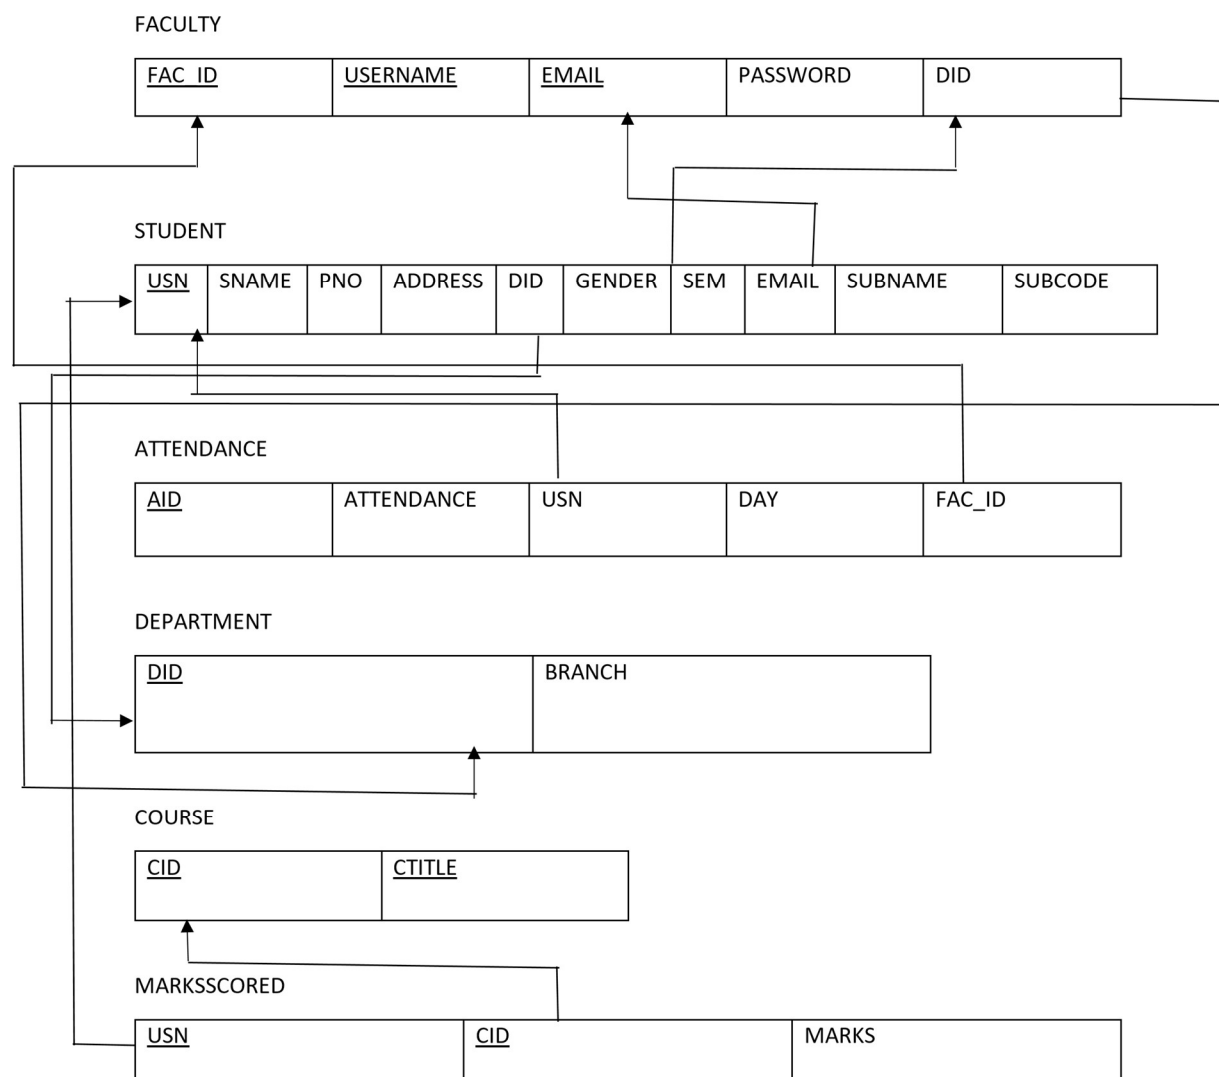 FACULTY
FAC_ID USERNAME EMAIL PASSWORD DID
STUDENT
USN SNAME PNO ADDRESS DID GENDER SEM EMAIL SUBNAME SUBCODE
ATTENDANCE
AID ATTENDANCE USN DAY FAC_ID
DEPARTMENT
DID BRANCH
COURSE
CID CTITLE
MARKSSCORED
USN CID MARKS